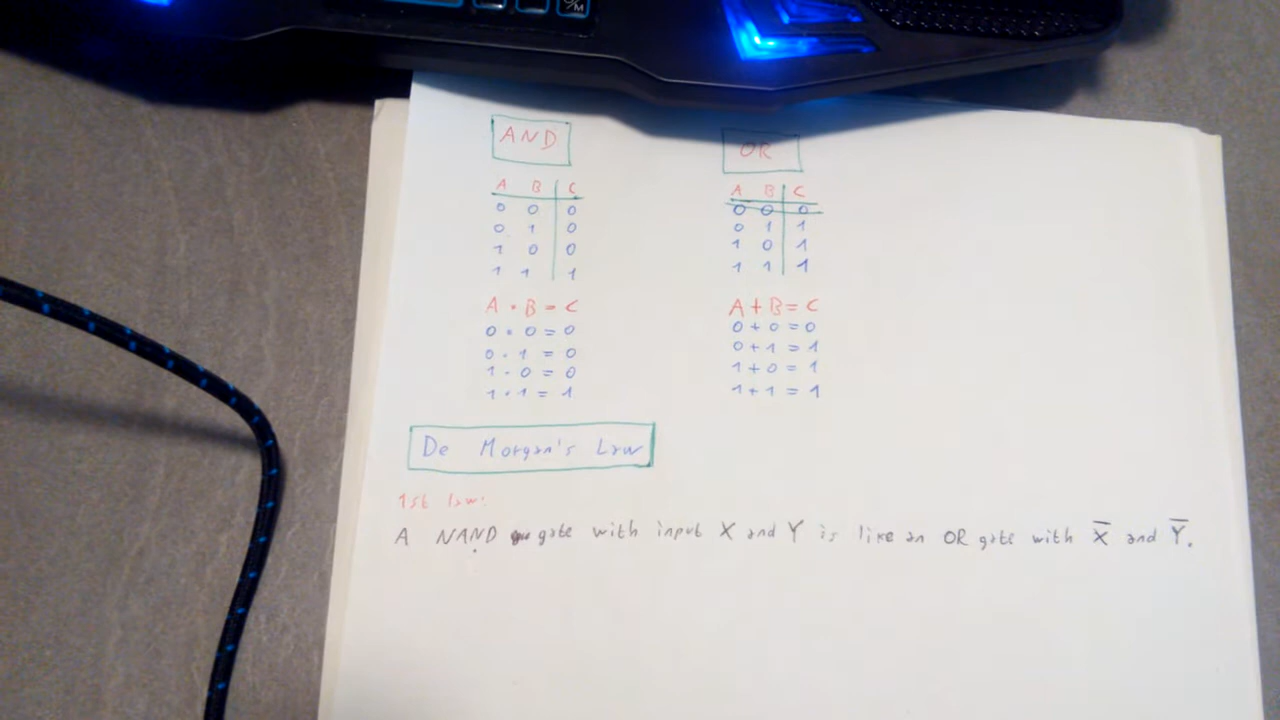 AND OR
A B C A B C
0 0 0 0 0 0
0 1 0 0 1 1
1 0 0 1 0 1
1 1 1 1 1 1
A · B = C A + B = C
0 · 0 = 0 0 + 0 = 0
0 · 1 = 0 0 + 1 = 1
1 · 0 = 0 1 + 0 = 1
1 · 1 = 1 1 + 1 = 1
De Morgan's Law
1st law:
A NAND gate with input X and Y is like an OR gate with X̅ and Y̅.